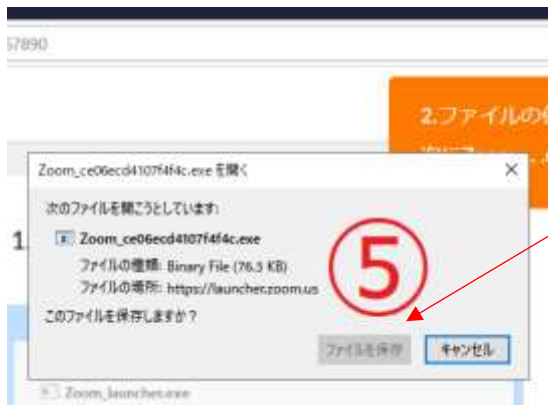 57890
2.ファイルの
Zoom_ce06ecd4107f4f4c.exe を開く
次のファイルを開こうとしています:
1.
Zoom_ce06ecd4107f4f4c.exe
ファイルの種類: Binary File (76.5 KB)
ファイルの場所: https://launcher.zoom.us
⑤
このファイルを保存しますか?
ファイルを保存 キャンセル
Zoom_launcher.exe